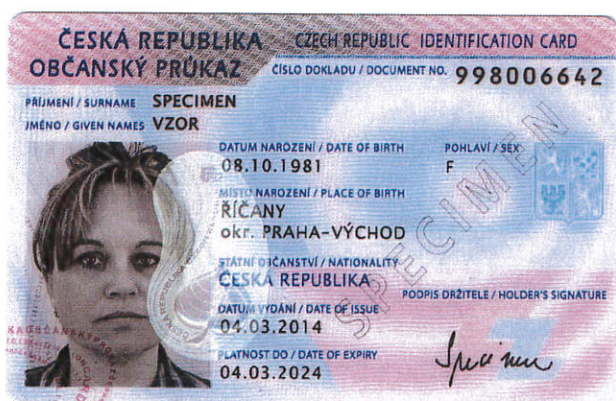 ČESKÁ REPUBLIKA CZECH REPUBLIC IDENTIFICATION CARD
OBČANSKÝ PRŮKAZ ČÍSLO DOKLADU / DOCUMENT NO. 998006642
PŘÍJMENÍ / SURNAME SPECIMEN
JMÉNO / GIVEN NAMES VZOR
DATUM NAROZENÍ / DATE OF BIRTH POHLAVÍ / SEX
08.10.1981 F
MÍSTO NAROZENÍ / PLACE OF BIRTH
ŘÍČANY
okr. PRAHA-VÝCHOD
SPECIMEN
STÁTNÍ OBČANSTVÍ / NATIONALITY
ČESKÁ REPUBLIKA
PODPIS DRŽITELE / HOLDER'S SIGNATURE
DATUM VYDÁNÍ / DATE OF ISSUE
04.03.2014
Specimen
PLATNOST DO / DATE OF EXPIRY
04.03.2024